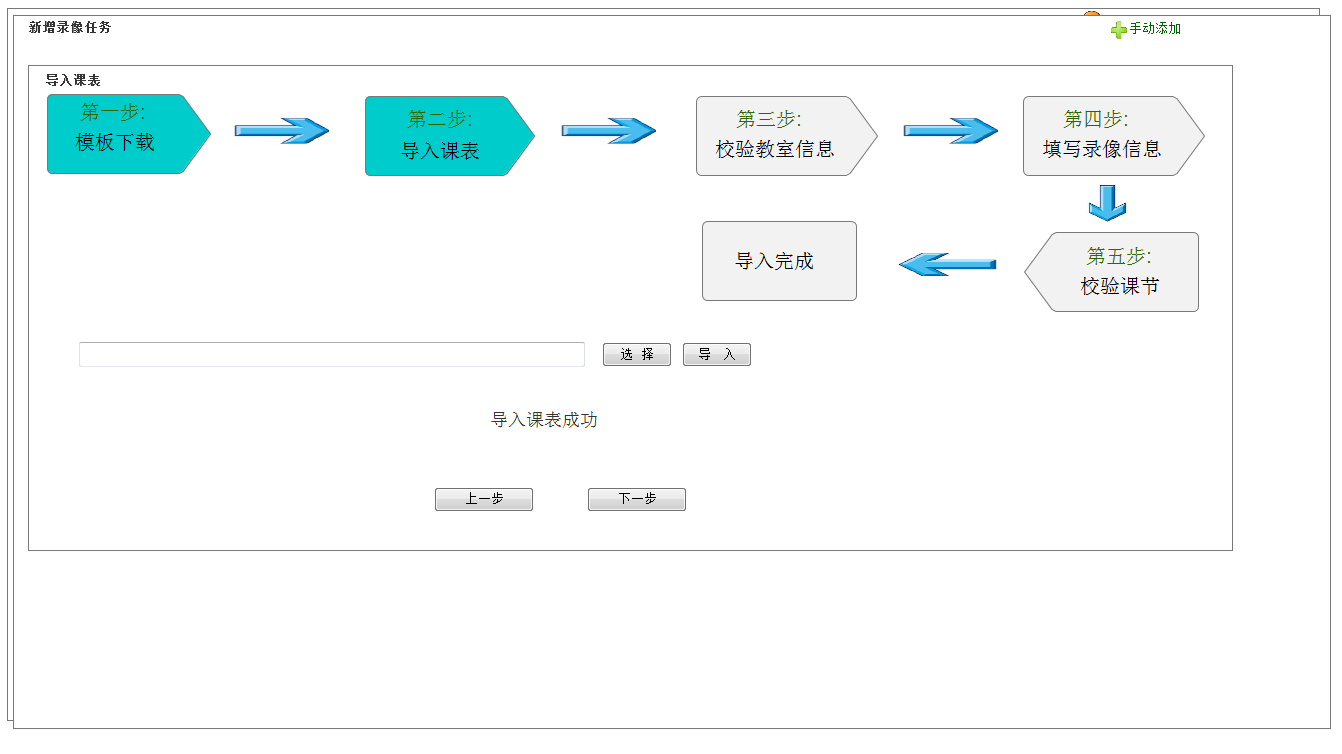 新增录像任务
手动添加
导入课表
第一步:
模板下载
第二步:
导入课表
第三步:
校验教室信息
第四步:
填写录像信息
第五步:
校验课节
导入完成
选 择
导 入
导入课表成功
上一步
下一步